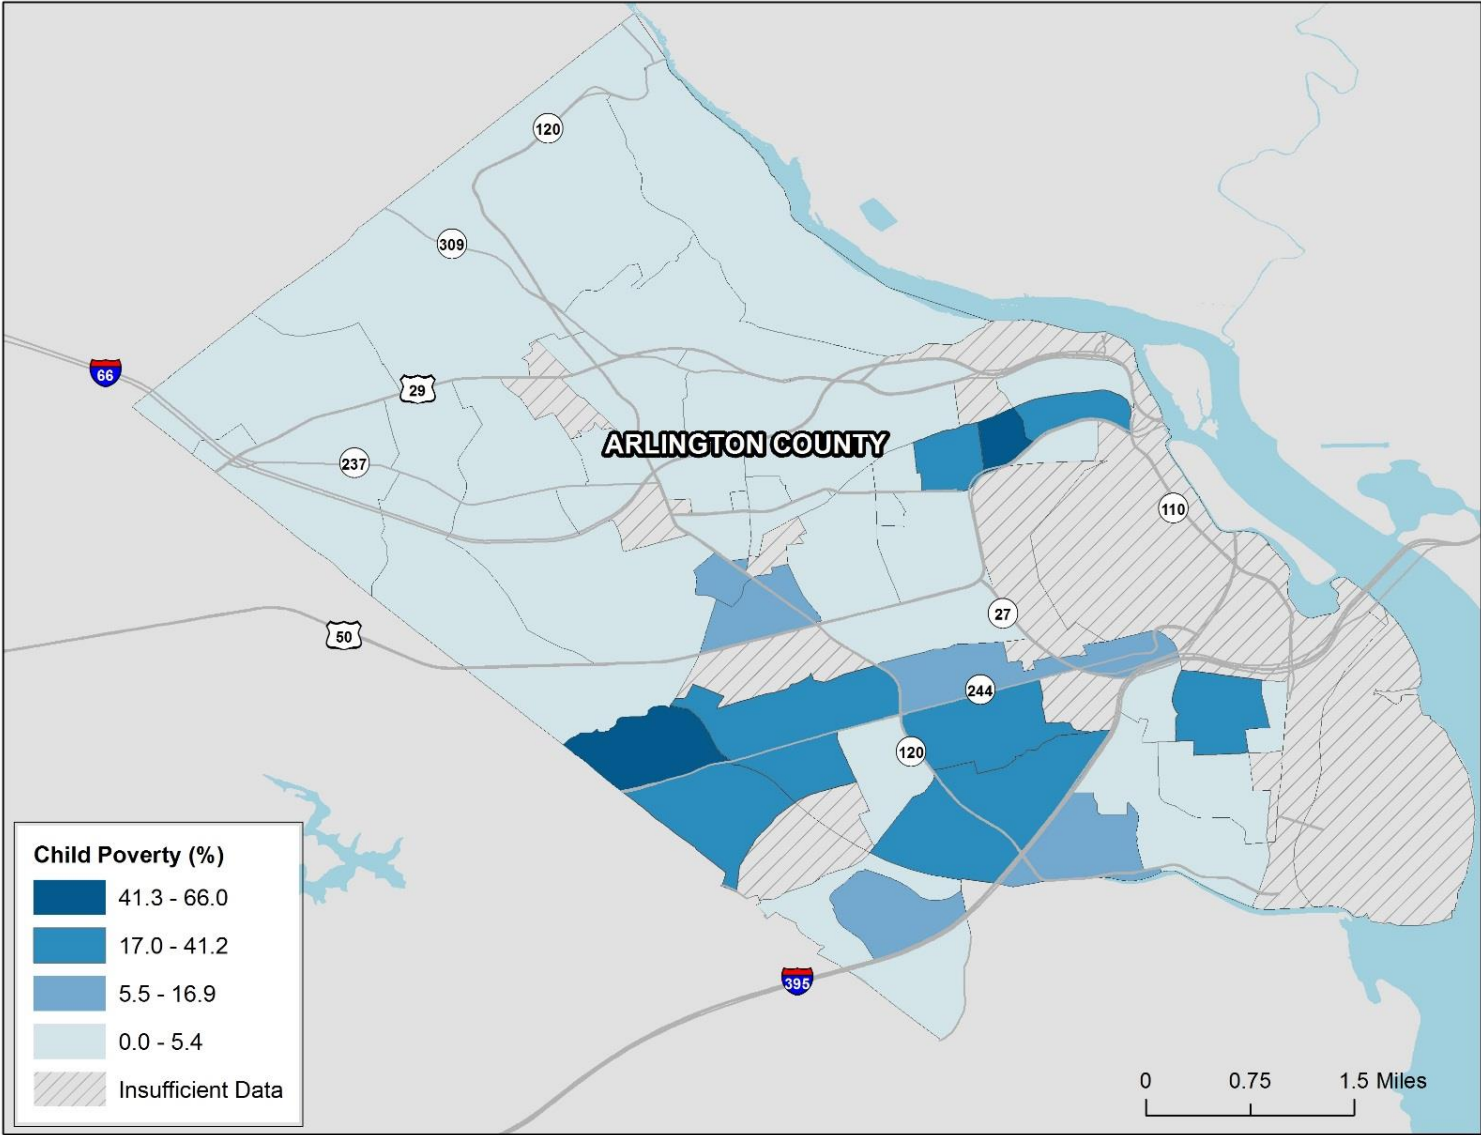 120
309
66
29
ARLINGTON COUNTY
237
110
27
50
244
120
395
Child Poverty (%)
41.3 - 66.0
17.0 - 41.2
5.5 - 16.9
0.0 - 5.4
Insufficient Data
0 0.75 1.5 Miles